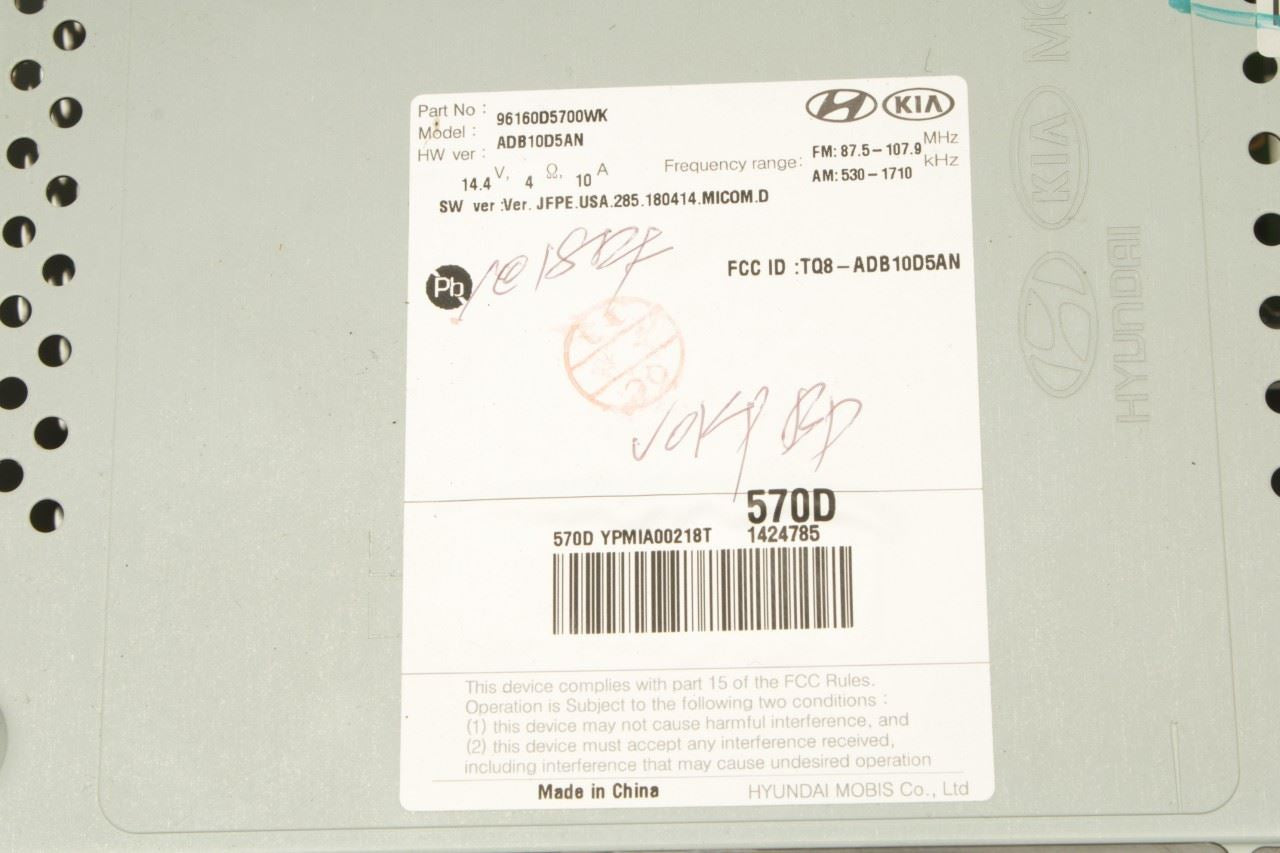 Part No : 96160D5700WK
Model : ADB10D5AN
HW ver :
14.4 V, 4 Ω, 10 A
Frequency range: FM: 87.5-107.9 MHz
AM: 530-1710 kHz
KIA
SW ver :Ver. JFPE.USA.285.180414.MICOM.D
Pb
FCC ID :TQ8-ADB10D5AN
570D
570D YPMIA00218T 1424785
This device complies with part 15 of the FCC Rules.
Operation is Subject to the following two conditions :
(1) this device may not cause harmful interference, and
(2) this device must accept any interference received,
including interference that may cause undesired operation
Made in China HYUNDAI MOBIS Co., Ltd
HYUNDAI
KIA
MO